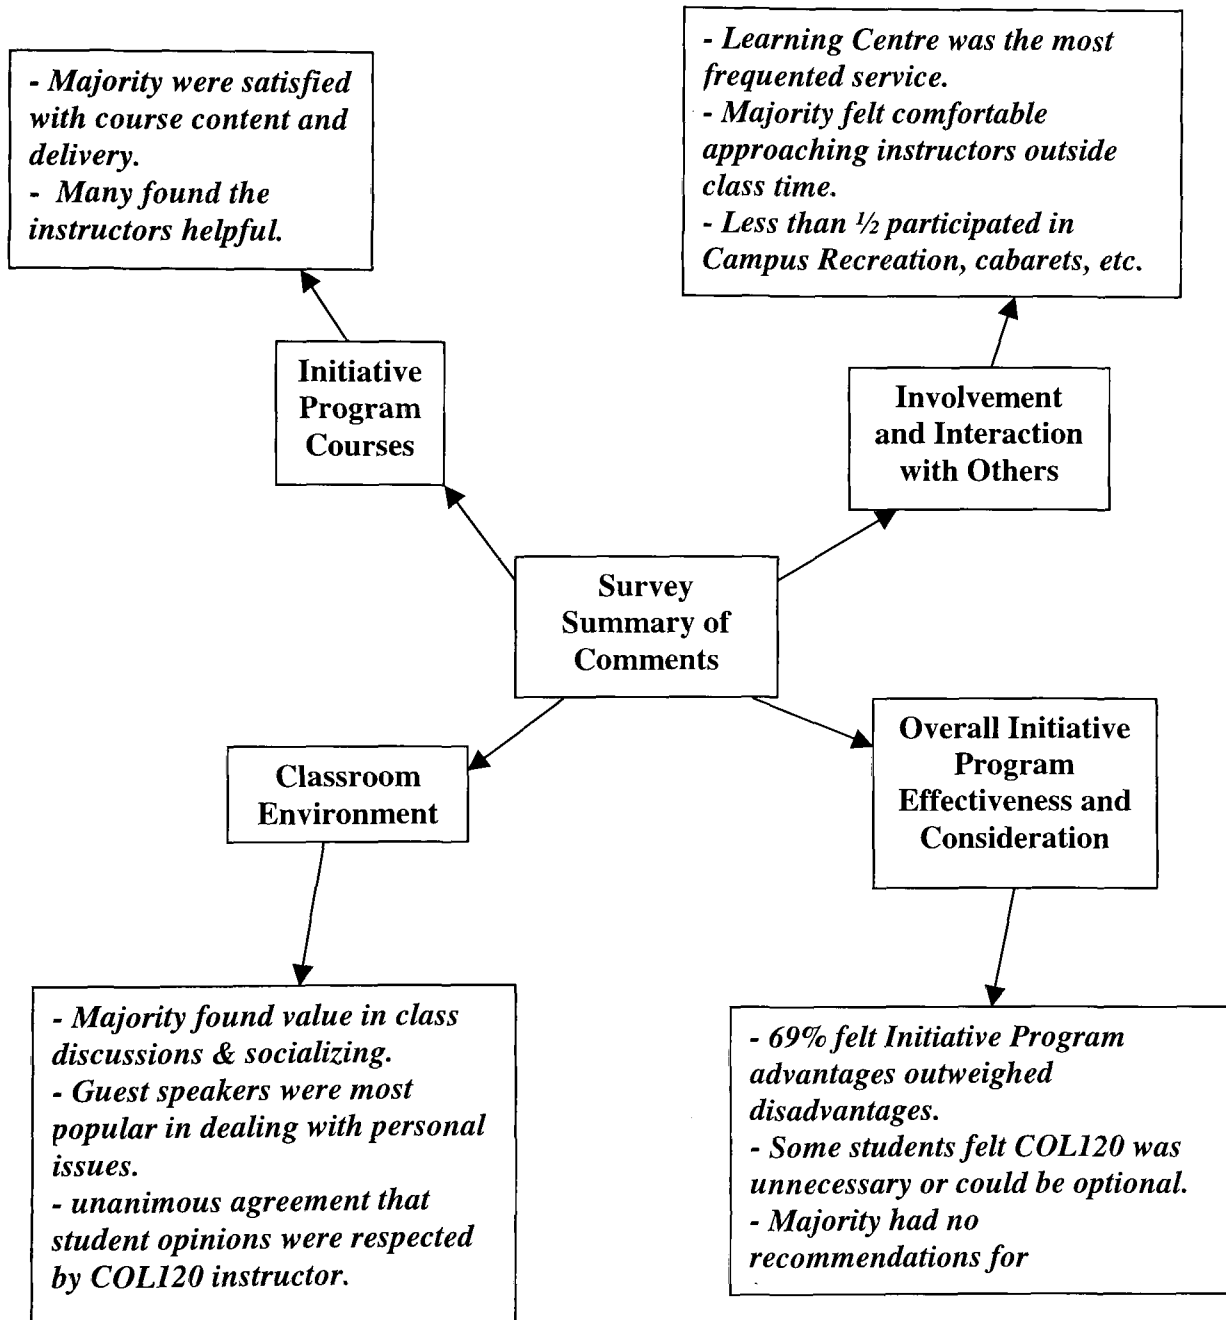 - Majority were satisfied
with course content and
delivery.
- Many found the
instructors helpful.
- Learning Centre was the most
frequented service.
- Majority felt comfortable
approaching instructors outside
class time.
- Less than ½ participated in
Campus Recreation, cabarets, etc.
Initiative
Program
Courses
Involvement
and Interaction
with Others
Survey
Summary of
Comments
Classroom
Environment
Overall Initiative
Program
Effectiveness and
Consideration
- Majority found value in class
discussions & socializing.
- Guest speakers were most
popular in dealing with personal
issues.
- unanimous agreement that
student opinions were respected
by COL120 instructor.
- 69% felt Initiative Program
advantages outweighed
disadvantages.
- Some students felt COL120 was
unnecessary or could be optional.
- Majority had no
recommendations for